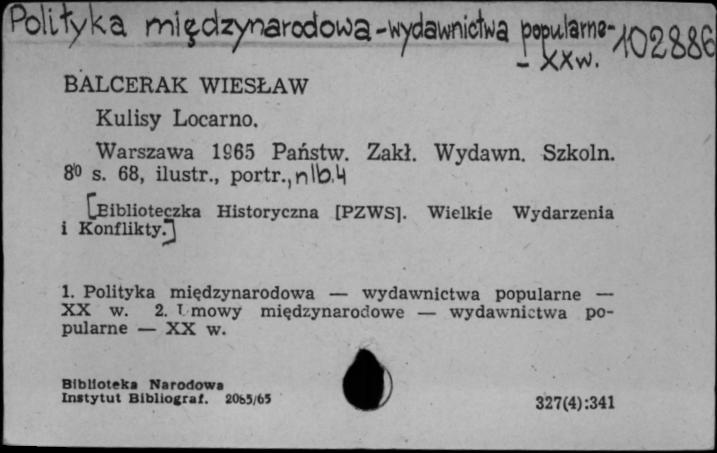 Polityka międzynarodowa - wydawnictwa popularne - 102886
- XX w.
BALCERAK WIESŁAW
Kulisy Locarno.
Warszawa 1965 Państw. Zakł. Wydawn. Szkoln.
8º s. 68, ilustr., portr., nlb. 4
[Biblioteczka Historyczna [PZWS]. Wielkie Wydarzenia
i Konflikty.]
1. Polityka międzynarodowa — wydawnictwa popularne —
XX w. 2. Umowy międzynarodowe — wydawnictwa po-
pularne — XX w.
Biblioteka Narodowa
Instytut Bibliograf. 2065/65
327(4):341